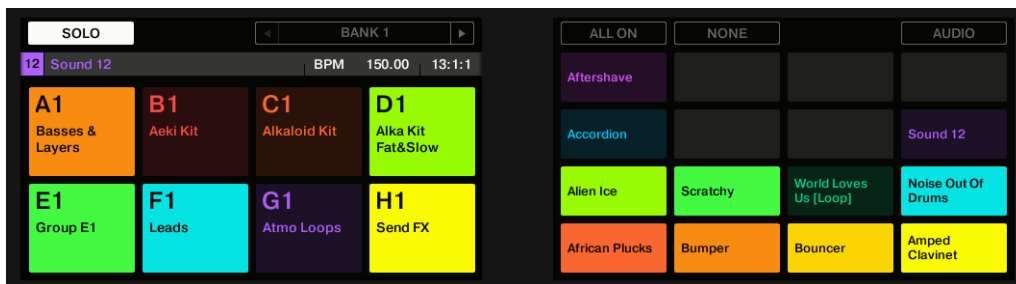 SOLO
BANK 1
12 Sound 12
BPM 150.00 13:1:1
A1
Basses &
Layers
B1
Aeki Kit
C1
Alkaloid Kit
D1
Alka Kit
Fat&Slow
E1
Group E1
F1
Leads
G1
Atmo Loops
H1
Send FX
ALL ON
NONE
AUDIO
Aftershave
Accordion
Sound 12
Alien Ice
Scratchy
World Loves
Us [Loop]
Noise Out Of
Drums
African Plucks
Bumper
Bouncer
Amped
Clavinet